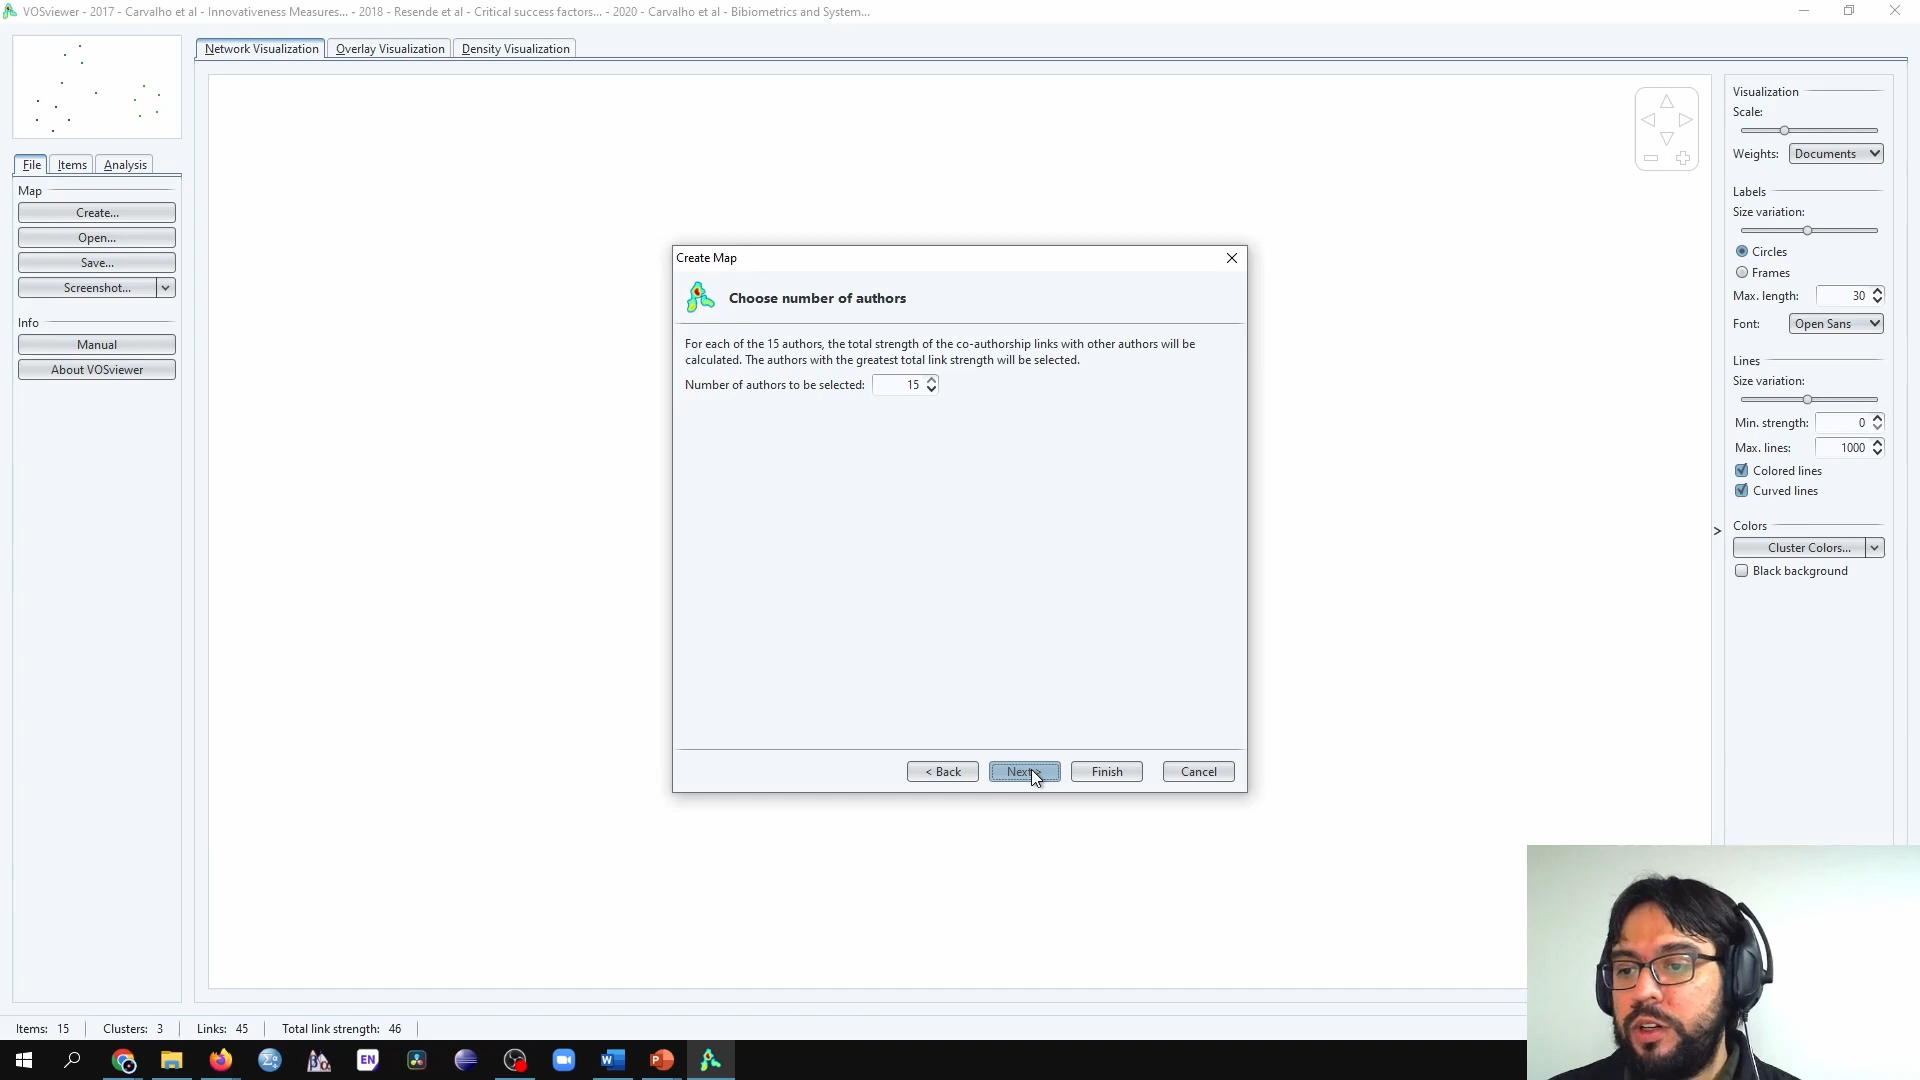 VOSviewer - 2017 - Carvalho et al - Innovativeness Measures... - 2018 - Resende et al - Critical success factors... - 2020 - Carvalho et al - Bibiometrics and System...
Network Visualization
Overlay Visualization
Density Visualization
File
Items
Analysis
Map
Create...
Open...
Save...
Screenshot...
Info
Manual
About VOSviewer
Create Map
Choose number of authors
For each of the 15 authors, the total strength of the co-authorship links with other authors will be
calculated. The authors with the greatest total link strength will be selected.
Number of authors to be selected: 15
< Back
Next >
Finish
Cancel
Visualization
Scale:
Weights: Documents
Labels
Size variation:
Circles
Frames
Max. length: 30
Font: Open Sans
Lines
Size variation:
Min. strength: 0
Max. lines: 1000
Colored lines
Curved lines
Colors
Cluster Colors...
Black background
Items: 15
Clusters: 3
Links: 45
Total link strength: 46
EN